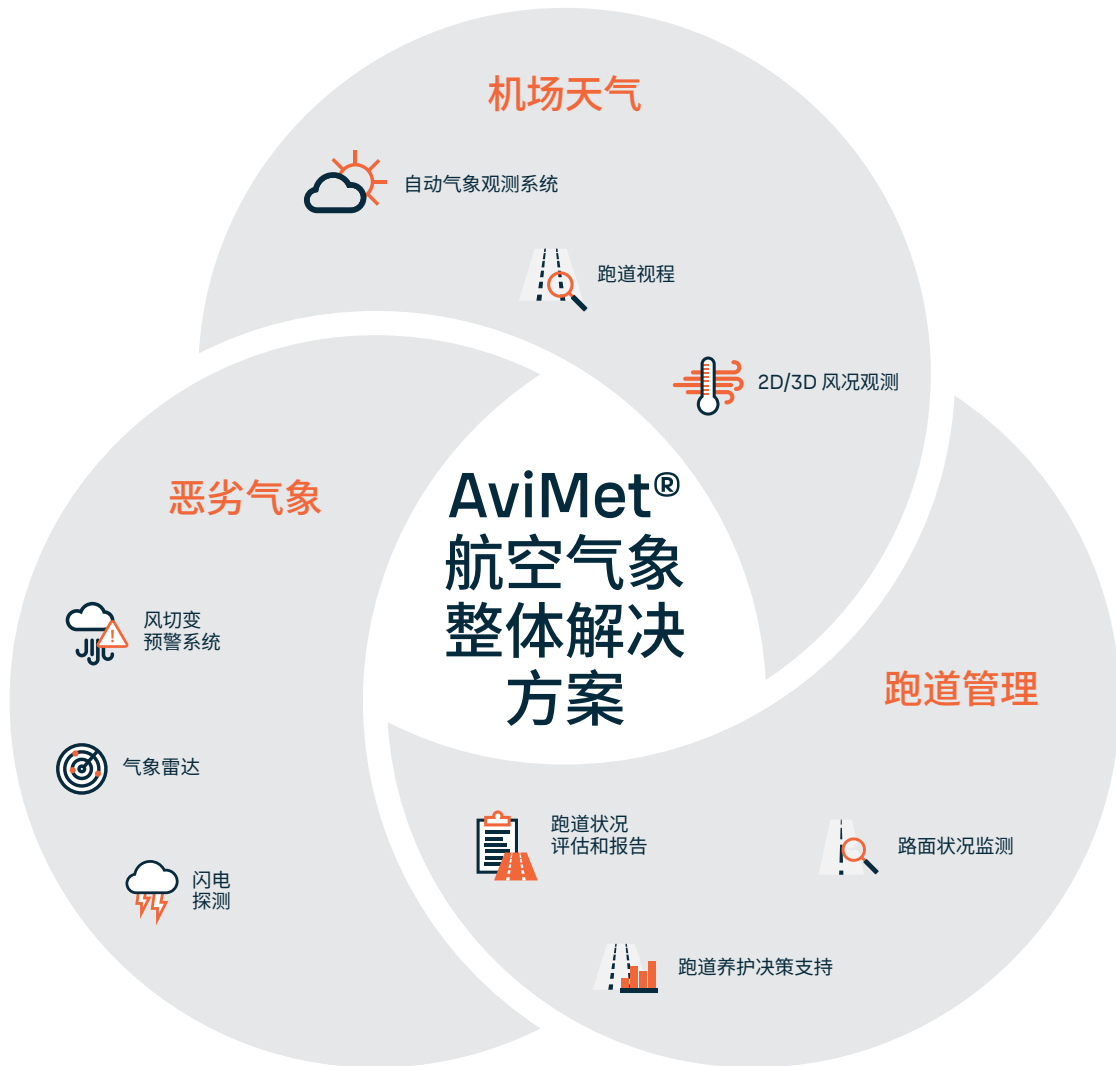 机场天气
自动气象观测系统
跑道视程
2D/3D 风况观测
AviMet®
航空气象
整体解决
方案
恶劣气象
风切变
预警系统
气象雷达
闪电
探测
跑道管理
跑道状况
评估和报告
路面状况监测
跑道养护决策支持